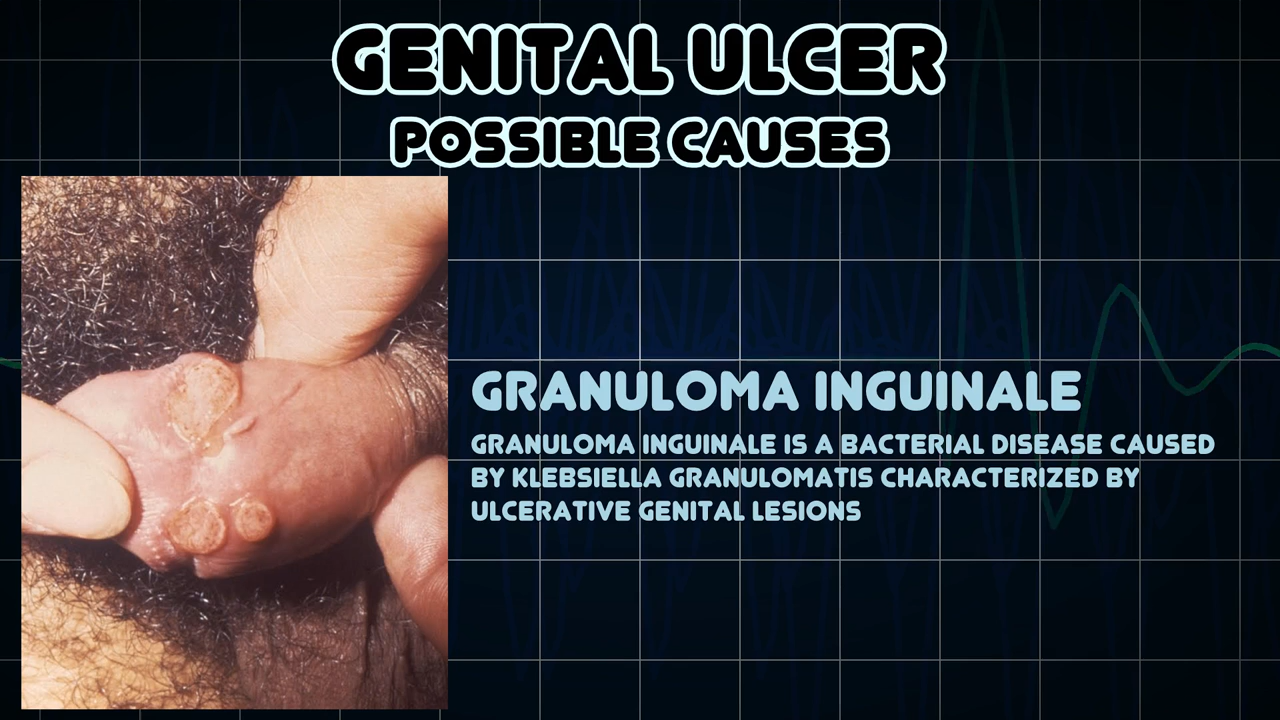 GENITAL ULCER
POSSIBLE CAUSES
GRANULOMA INGUINALE
GRANULOMA INGUINALE IS A BACTERIAL DISEASE CAUSED
BY KLEBSIELLA GRANULOMATIS CHARACTERIZED BY
ULCERATIVE GENITAL LESIONS